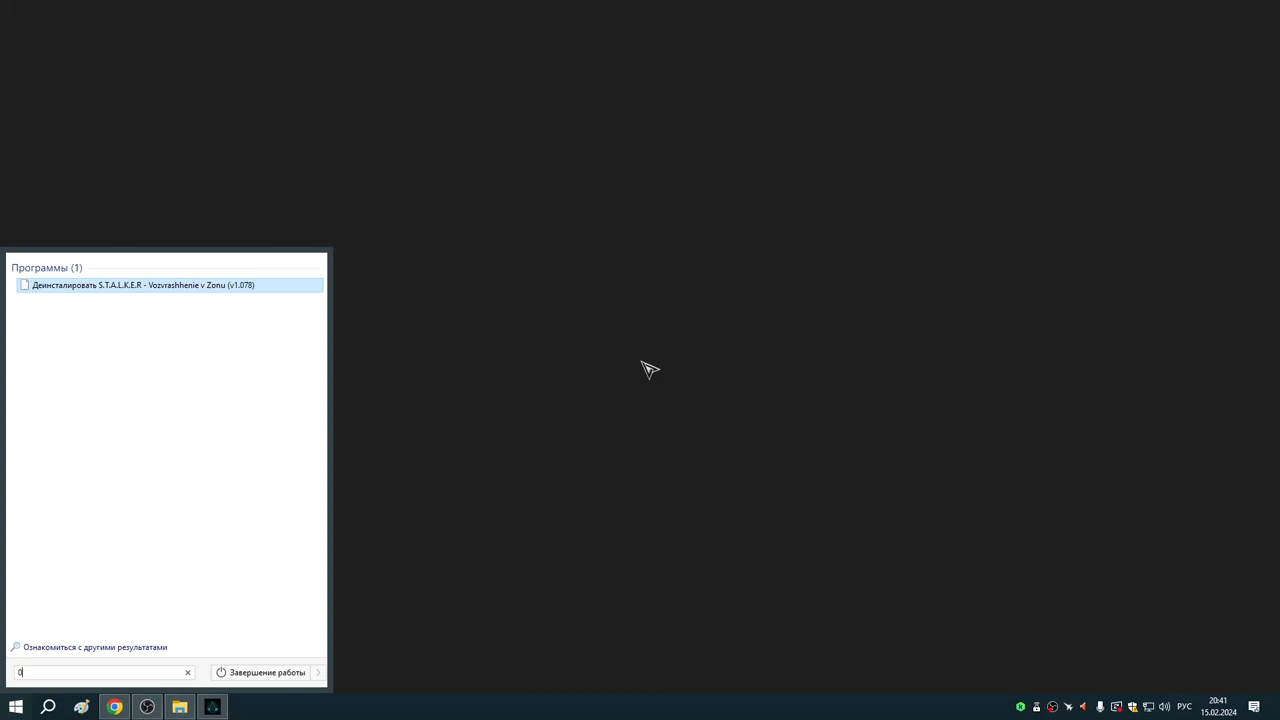 Программы (1)
Деинсталировать S.T.A.L.K.E.R - Vozvrashhenie v Zonu (v1.078)
Ознакомиться с другими результатами
0
Завершение работы
РУС
20:41
15.02.2024